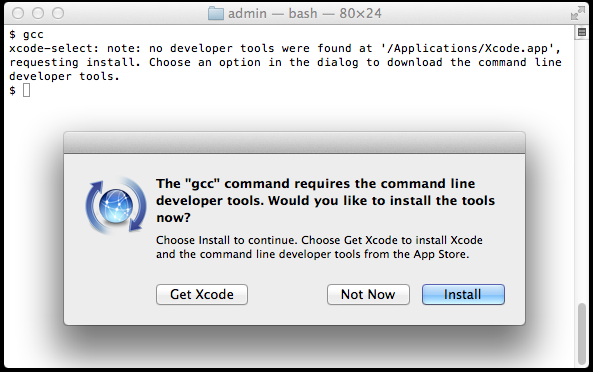 admin — bash — 80×24
$ gcc
xcode-select: note: no developer tools were found at '/Applications/Xcode.app',
requesting install. Choose an option in the dialog to download the command line
developer tools.
$
The "gcc" command requires the command line
developer tools. Would you like to install the tools
now?
Choose Install to continue. Choose Get Xcode to install Xcode
and the command line developer tools from the App Store.
Get Xcode Not Now Install